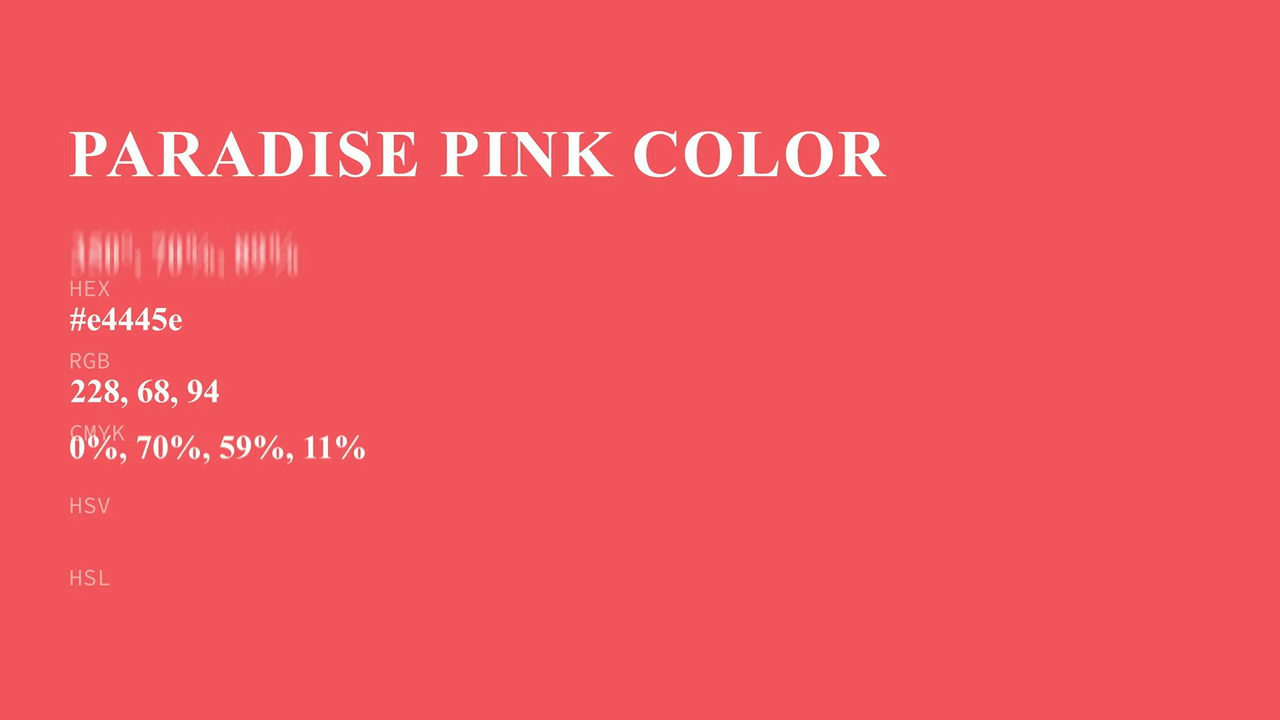 PARADISE PINK COLOR
HEX
#e4445e
RGB
228, 68, 94
CMYK
0%, 70%, 59%, 11%
HSV
HSL